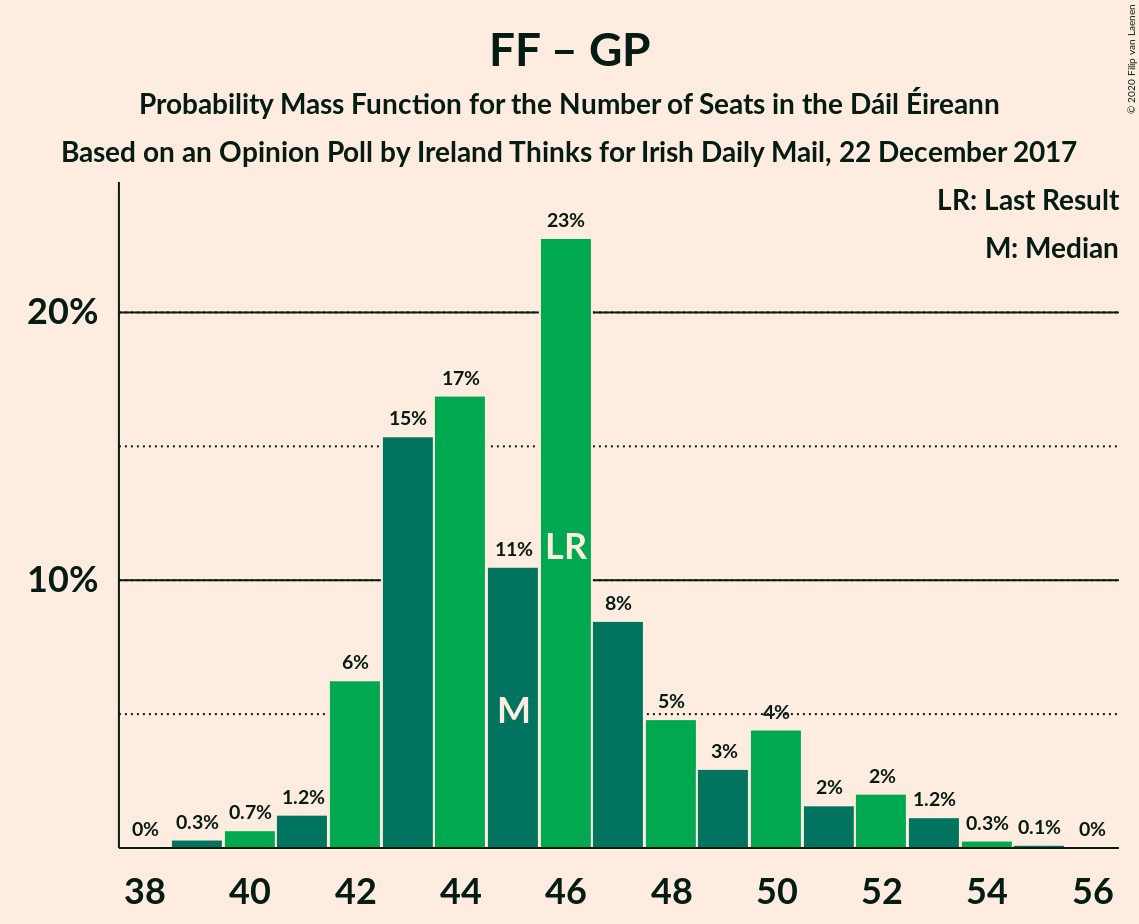 FF – GP
Probability Mass Function for the Number of Seats in the Dáil Éireann
Based on an Opinion Poll by Ireland Thinks for Irish Daily Mail, 22 December 2017
© 2020 Filip van Laenen
LR: Last Result
M: Median
20%
10%
0%
0.3%
0.7%
1.2%
6%
15%
17%
11%
23%
8%
5%
3%
4%
2%
2%
1.2%
0.3%
0.1%
0%
LR
M
38 40 42 44 46 48 50 52 54 56